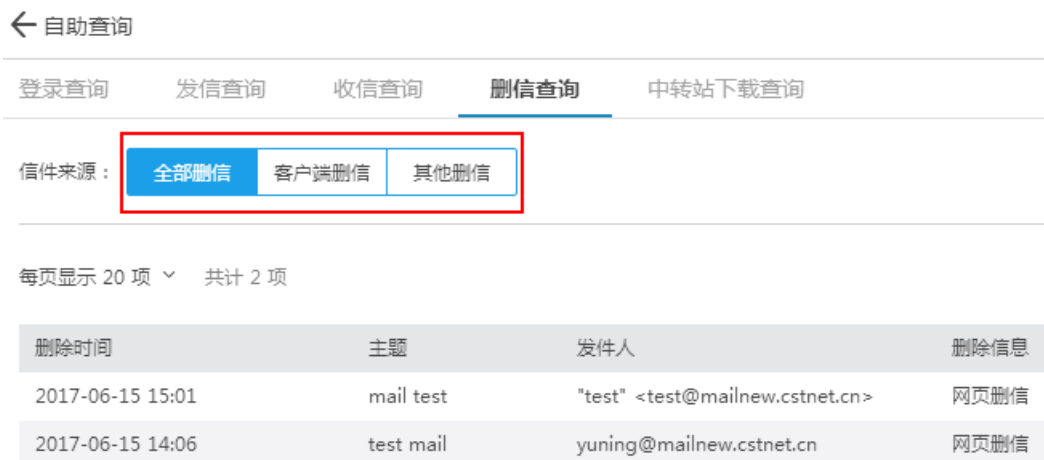 自助查询
登录查询 发信查询 收信查询 删信查询 中转站下载查询
信件来源： 全部删信 客户端删信 其他删信
每页显示 20 项 共计 2 项
删除时间 主题 发件人 删除信息
2017-06-15 15:01 mail test "test" <test@mailnew.cstnet.cn> 网页删信
2017-06-15 14:06 test mail yuning@mailnew.cstnet.cn 网页删信